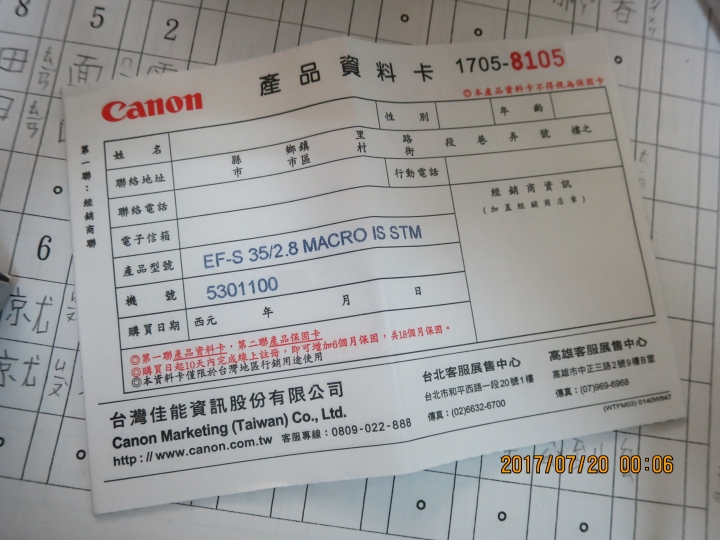 8 5 2
田 面
6
Canon 產品資料卡 1705-8105
◎本產品資料卡不得視為保固卡
第一聯：經銷商聯
姓 名 性 別 年 齡
聯絡地址 縣市 鄉鎮市區 里村 路街 段 巷 弄 號 樓之
聯絡電話 行動電話
電子信箱
經銷商資訊
(加蓋經銷商店章)
產品型號 EF-S 35/2.8 MACRO IS STM
機 號 5301100
購買日期 西元 年 月 日
◎第一聯產品資料卡，第二聯產品保固卡
◎購買日起10天內完成線上註冊，即可增加6個月保固，共18個月保固。
◎本資料卡僅限於台灣地區行銷用途使用
台灣佳能資訊股份有限公司
Canon Marketing (Taiwan) Co., Ltd.
http : // www.canon.com.tw 客服專線：0809-022-888
台北客服展售中心
台北市和平西路一段20號1樓
傳真：(02)6632-6700
高雄客服展售中心
高雄市中正三路2號9樓B室
傳真：(07)969-6968
(WTFM03) 0140W547
2017/07/20 00:06